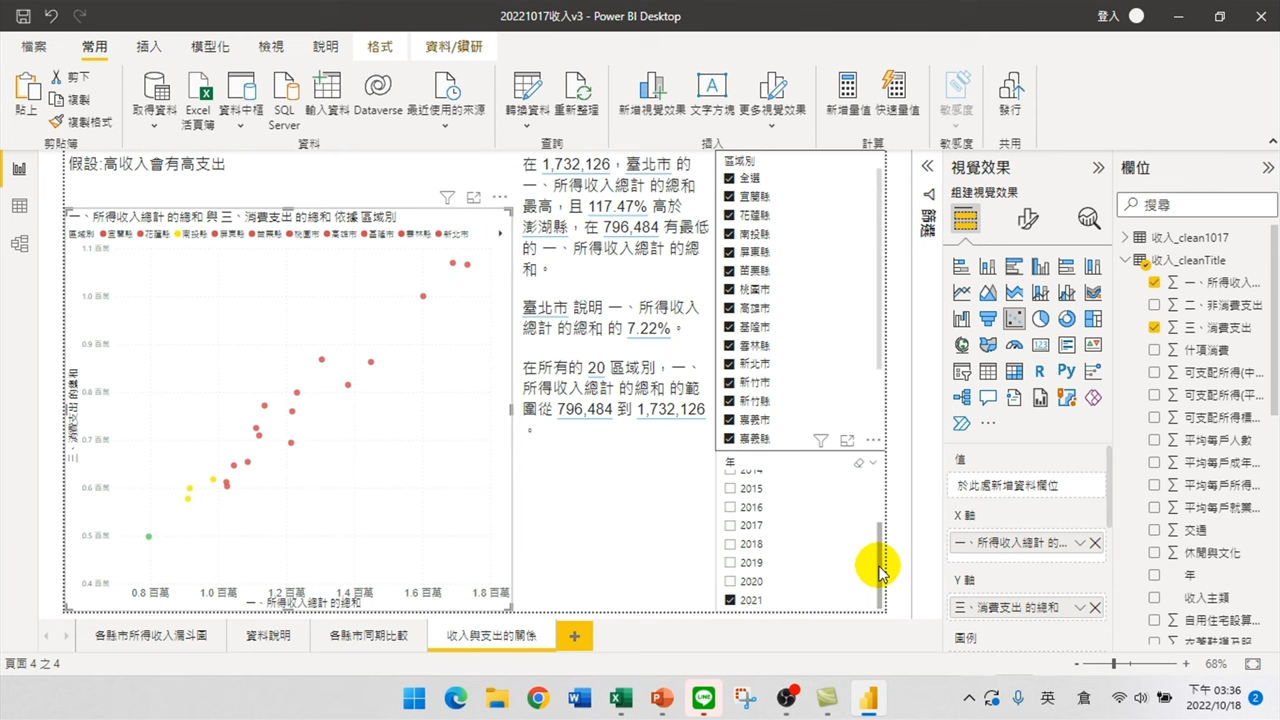 20221017收入v3 - Power BI Desktop
登入
檔案 常用 插入 模型化 檢視 說明 格式 資料/鑽研
貼上
剪下
複製
複製格式
剪貼簿
取得資料
Excel 活頁簿
資料中樞
SQL Server
輸入資料
Dataverse
最近使用的來源
資料
轉換資料
重新整理
查詢
新增視覺效果
文字方塊
更多視覺效果
插入
新增量值
快速量值
計算
敏感度
敏感度
發行
共用
假設:高收入會有高支出
一、所得收入總計 的總和 與 三、消費支出 的總和 依據 區域別
區域別 宜蘭縣 花蓮縣 南投縣 屏東縣 苗栗縣 桃園市 高雄市 基隆市 雲林縣 新北市
三、消費支出 的總和
1.1 百萬
1.0 百萬
0.9 百萬
0.8 百萬
0.7 百萬
0.6 百萬
0.5 百萬
0.4 百萬
0.8 百萬 1.0 百萬 1.2 百萬 1.4 百萬 1.6 百萬 1.8 百萬
一、所得收入總計 的總和
在 1,732,126，臺北市 的
一、所得收入總計 的總和
最高，且 117.47% 高於
澎湖縣，在 796,484 有最低
的 一、所得收入總計 的總
和。
臺北市 說明 一、所得收入
總計 的總和 的 7.22%。
在所有的 20 區域別，一、
所得收入總計 的總和 的範
圍從 796,484 到 1,732,126
。
區域別
全選
宜蘭縣
花蓮縣
南投縣
屏東縣
苗栗縣
桃園市
高雄市
基隆市
雲林縣
新北市
新竹市
新竹縣
嘉義市
嘉義縣
年
2014
2015
2016
2017
2018
2019
2020
2021
篩選
視覺效果
組建視覺效果
值
於此處新增資料欄位
X 軸
一、所得收入總計 的...
Y 軸
三、消費支出 的總和
圖例
欄位
搜尋
收入_clean1017
收入_cleanTitle
一、所得收入...
二、非消費支出
三、消費支出
什項消費
可支配所得(中...
可支配所得(平...
可支配所得標...
平均每戶人數
平均每戶成年...
平均每戶所得...
平均每戶就業...
交通
休閒與文化
年
收入主類
自用住宅設算...
各縣市所得收入漏斗圖 資料說明 各縣市同期比較 收入與支出的關係
頁面 4 之 4
68%
英
倉
下午 03:36
2022/10/18
2